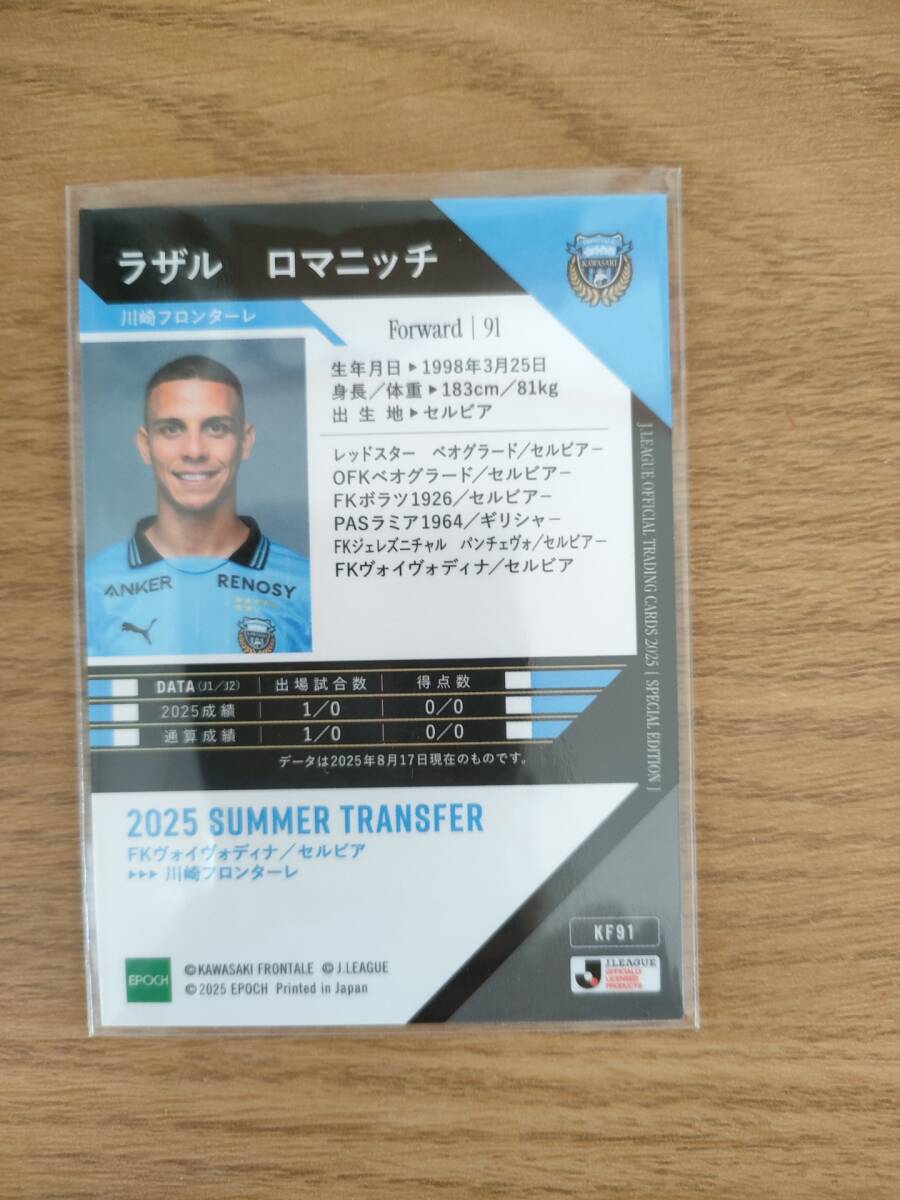 ラザル　ロマニッチ
KAWASAKI
川崎フロンターレ
Forward | 91
生年月日▶1998年3月25日
身長／体重▶183cm／81kg
出生地▶セルビア
レッドスター　ベオグラード/セルビアー
OFKベオグラード／セルビアー
FKボラツ1926／セルビアー
PASラミア1964／ギリシャー
FKジェレズニチャル　パンチェヴォ/セルビアー
FKヴォイヴォディナ／セルビア
ANKER RENOSY
J.LEAGUE OFFICIAL TRADING CARDS 2025 | SPECIAL EDITION |
DATA(J1／J2) 出場試合数 得点数
2025成績 1／0 0／0
通算成績 1／0 0／0
データは2025年8月17日現在のものです。
2025 SUMMER TRANSFER
FKヴォイヴォディナ／セルビア
▶▶▶ 川崎フロンターレ
KF91
EPOCH
©KAWASAKI FRONTALE ©J.LEAGUE
©2025 EPOCH Printed in Japan
J.LEAGUE
OFFICIALLY
LICENSED
PRODUCTS